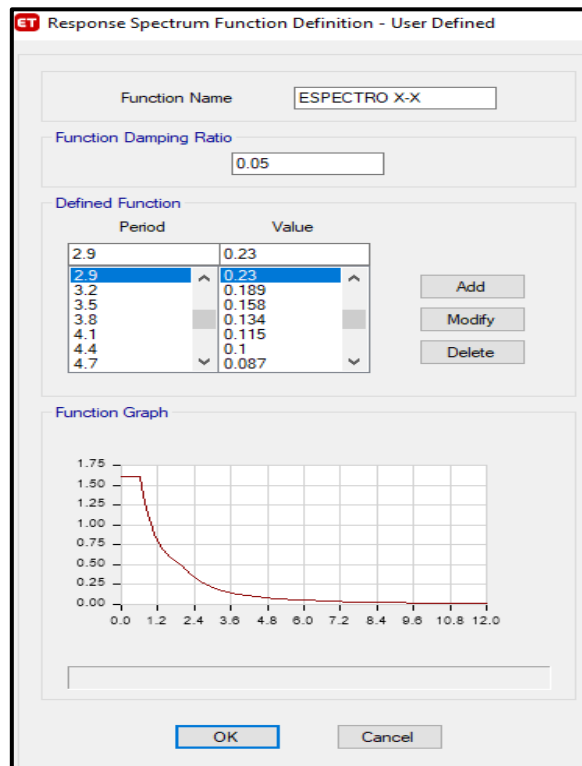 ET Response Spectrum Function Definition - User Defined
Function Name ESPECTRO X-X
Function Damping Ratio
0.05
Defined Function
Period Value
2.9 0.23
2.9 0.23
3.2 0.189
3.5 0.158
3.8 0.134
4.1 0.115
4.4 0.1
4.7 0.087
Add
Modify
Delete
Function Graph
1.75
1.50
1.25
1.00
0.75
0.50
0.25
0.00
0.0 1.2 2.4 3.6 4.8 6.0 7.2 8.4 9.6 10.8 12.0
OK Cancel